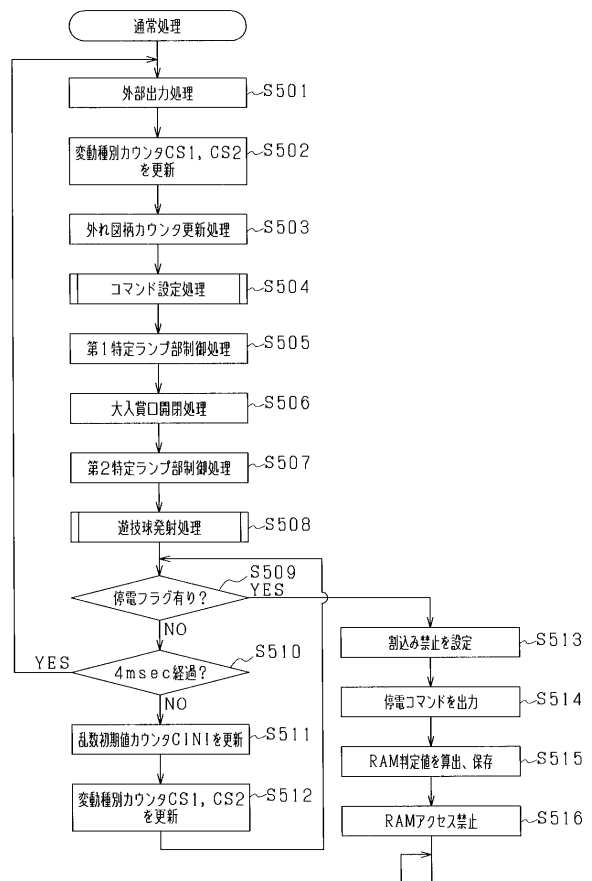 通常処理
外部出力処理
S501
変動種別カウンタCS1，CS2
を更新
S502
外れ図柄カウンタ更新処理
S503
コマンド設定処理
S504
第1特定ランプ部制御処理
S505
大入賞口開閉処理
S506
第2特定ランプ部制御処理
S507
遊技球発射処理
S508
停電フラグ有り？
S509
YES
NO
4msec経過？
S510
YES
NO
乱数初期値カウンタCINIを更新
S511
変動種別カウンタCS1，CS2
を更新
S512
割込み禁止を設定
S513
停電コマンドを出力
S514
RAM判定値を算出、保存
S515
RAMアクセス禁止
S516